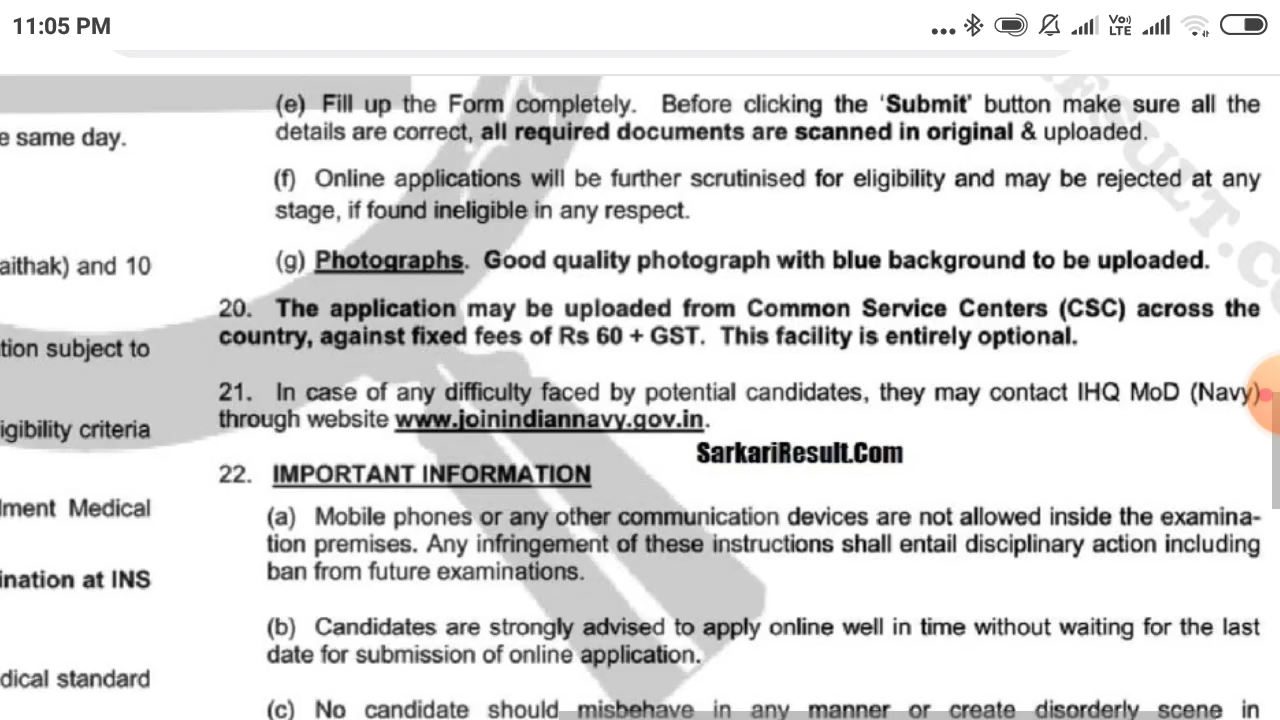 11:05 PM
Vo) LTE
e same day.
aithak) and 10
tion subject to
igibility criteria
lment Medical
ination at INS
dical standard
(e) Fill up the Form completely. Before clicking the ‘Submit’ button make sure all the
details are correct, all required documents are scanned in original & uploaded.
(f) Online applications will be further scrutinised for eligibility and may be rejected at any
stage, if found ineligible in any respect.
(g) Photographs. Good quality photograph with blue background to be uploaded.
20. The application may be uploaded from Common Service Centers (CSC) across the
country, against fixed fees of Rs 60 + GST. This facility is entirely optional.
21. In case of any difficulty faced by potential candidates, they may contact IHQ MoD (Navy)
through website www.joinindiannavy.gov.in.
SarkariResult.Com
22. IMPORTANT INFORMATION
(a) Mobile phones or any other communication devices are not allowed inside the examina-
tion premises. Any infringement of these instructions shall entail disciplinary action including
ban from future examinations.
(b) Candidates are strongly advised to apply online well in time without waiting for the last
date for submission of online application.
(c) No candidate should misbehave in any manner or create disorderly scene in